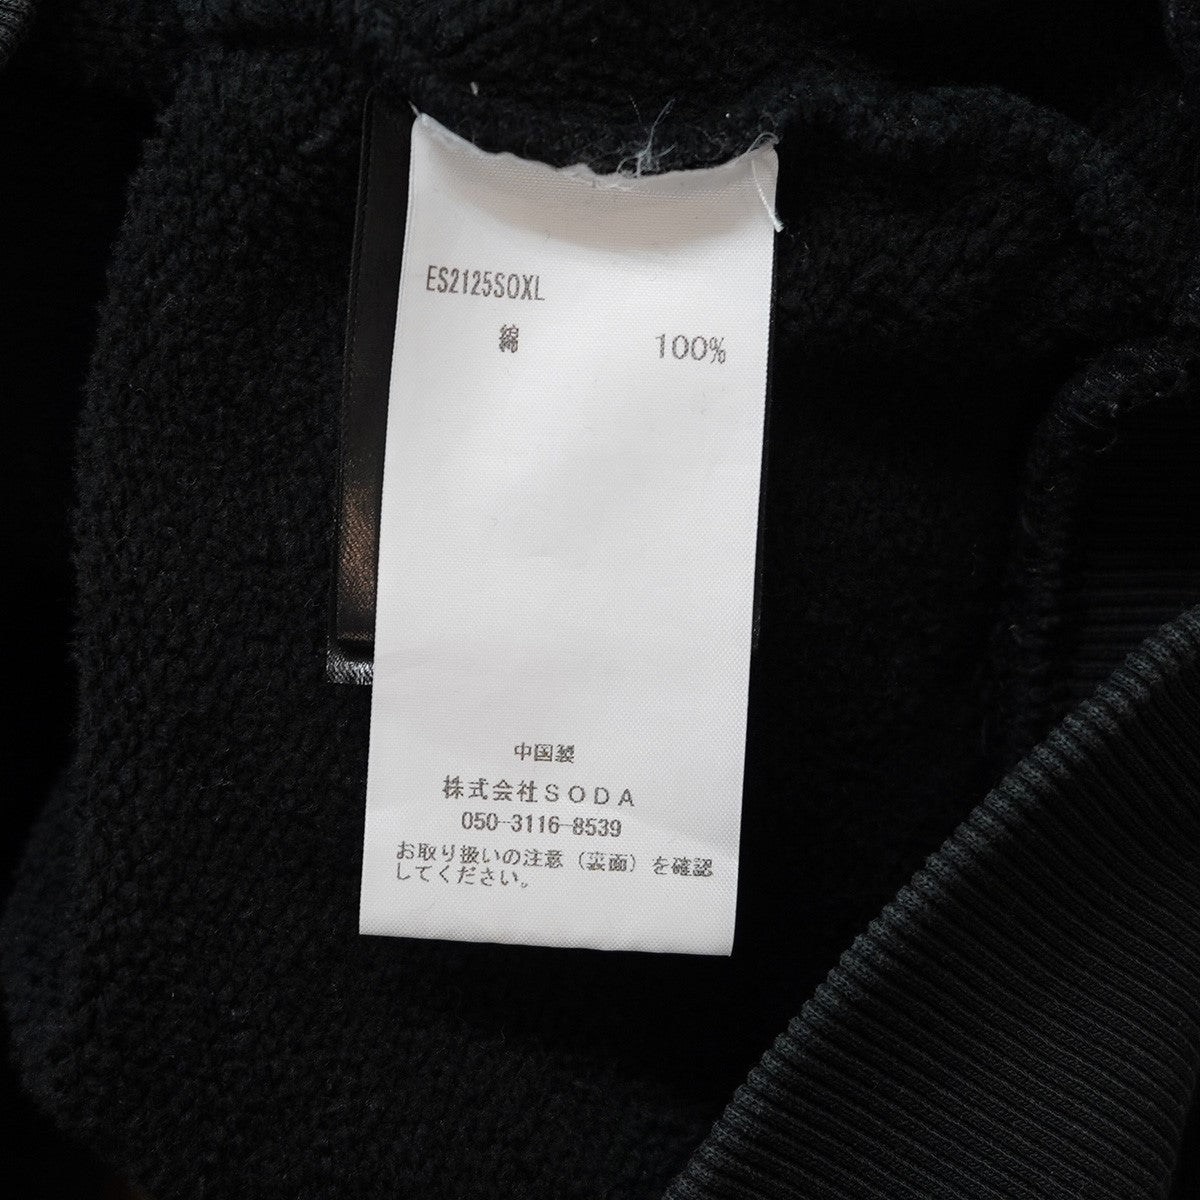 ES2125SOXL
綿 100%
中国製
株式会社SODA
050-3116-8539
お取り扱いの注意（裏面）を確認
してください。